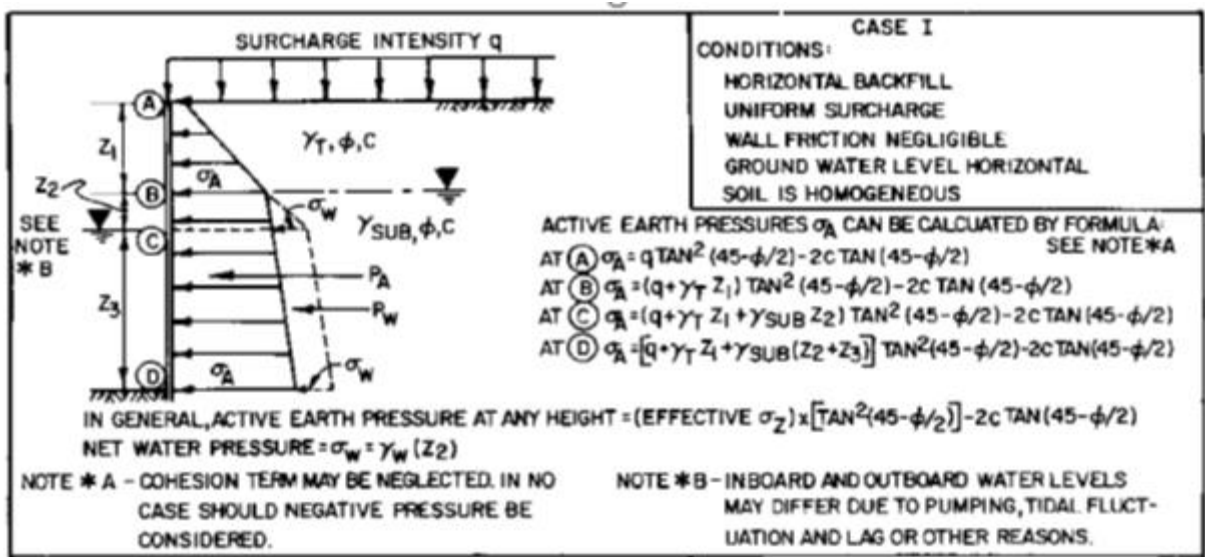 SURCHARGE INTENSITY q
A
Z1
γT, ϕ, C
σA
B
Z2
SEE
NOTE
*B
σW
γSUB, ϕ, C
C
PA
Z3
PW
σA
σW
D
CASE I
CONDITIONS:
HORIZONTAL BACKFILL
UNIFORM SURCHARGE
WALL FRICTION NEGLIGIBLE
GROUND WATER LEVEL HORIZONTAL
SOIL IS HOMOGENEOUS
ACTIVE EARTH PRESSURES σA CAN BE CALCUATED BY FORMULA:
SEE NOTE*A
AT A σA = q TAN² (45-ϕ/2)-2C TAN (45-ϕ/2)
AT B σA = (q+γT Z1) TAN² (45-ϕ/2)-2C TAN (45-ϕ/2)
AT C σA = (q+γT Z1+γSUB Z2) TAN² (45-ϕ/2)-2C TAN (45-ϕ/2)
AT D σA = [q+γT Z1+γSUB(Z2+Z3)] TAN²(45-ϕ/2)-2C TAN(45-ϕ/2)
IN GENERAL, ACTIVE EARTH PRESSURE AT ANY HEIGHT = (EFFECTIVE σZ) x [TAN²(45-ϕ/2)]-2C TAN (45-ϕ/2)
NET WATER PRESSURE = σW = γW (Z2)
NOTE * A - COHESION TERM MAY BE NEGLECTED. IN NO
CASE SHOULD NEGATIVE PRESSURE BE
CONSIDERED.
NOTE *B - INBOARD AND OUTBOARD WATER LEVELS
MAY DIFFER DUE TO PUMPING, TIDAL FLUCT-
UATION AND LAG OR OTHER REASONS.